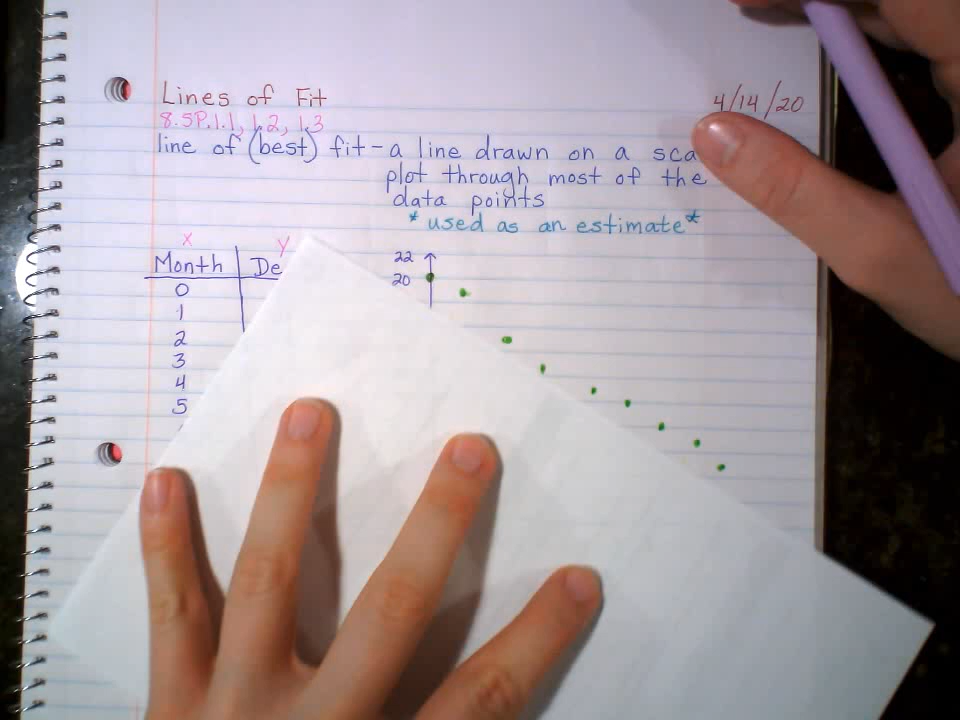 Lines of Fit 4/14/20
8.SP.1.1, 1.2, 1.3
line of (best) fit - a line drawn on a
plot through most of the
data points
*used as an estimate*
x y
Month
0
1
2
3
4
5
22
20